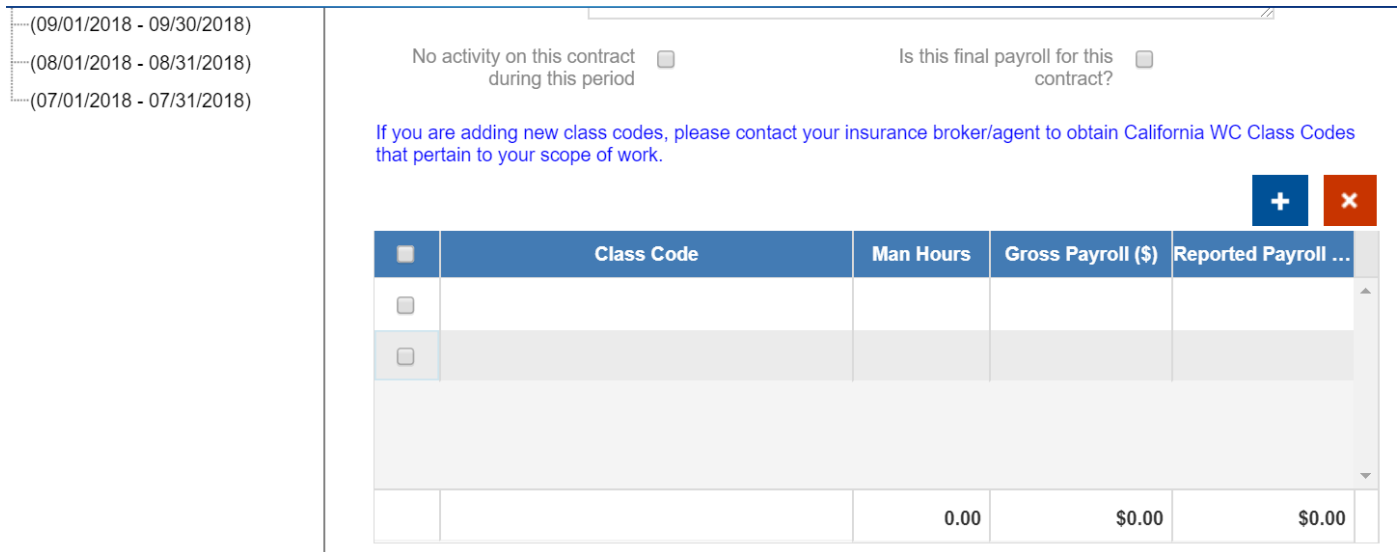 (09/01/2018 - 09/30/2018)
(08/01/2018 - 08/31/2018)
(07/01/2018 - 07/31/2018)
No activity on this contract
during this period
Is this final payroll for this
contract?
If you are adding new class codes, please contact your insurance broker/agent to obtain California WC Class Codes
that pertain to your scope of work.
Class Code Man Hours Gross Payroll ($) Reported Payroll ...
0.00 $0.00 $0.00